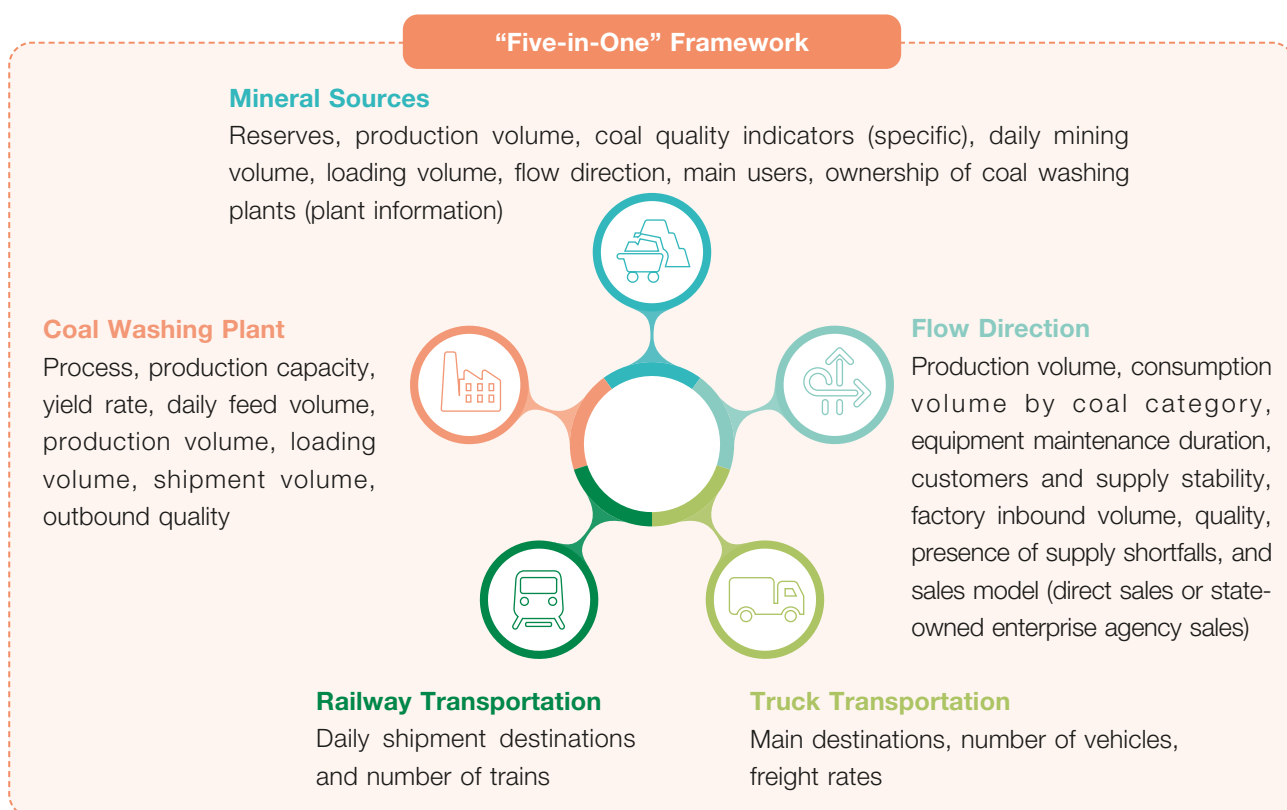 “Five-in-One” Framework
Mineral Sources
Reserves, production volume, coal quality indicators (specific), daily mining
volume, loading volume, flow direction, main users, ownership of coal washing
plants (plant information)
Coal Washing Plant
Process, production capacity,
yield rate, daily feed volume,
production volume, loading
volume, shipment volume,
outbound quality
Flow Direction
Production volume, consumption
volume by coal category,
equipment maintenance duration,
customers and supply stability,
factory inbound volume, quality,
presence of supply shortfalls, and
sales model (direct sales or state-
owned enterprise agency sales)
Railway Transportation
Daily shipment destinations
and number of trains
Truck Transportation
Main destinations, number of vehicles,
freight rates